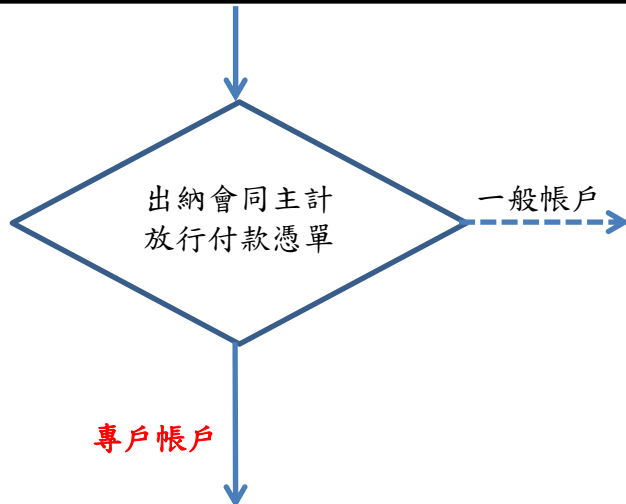 出納會同主計
放行付款憑單
一般帳戶
專戶帳戶